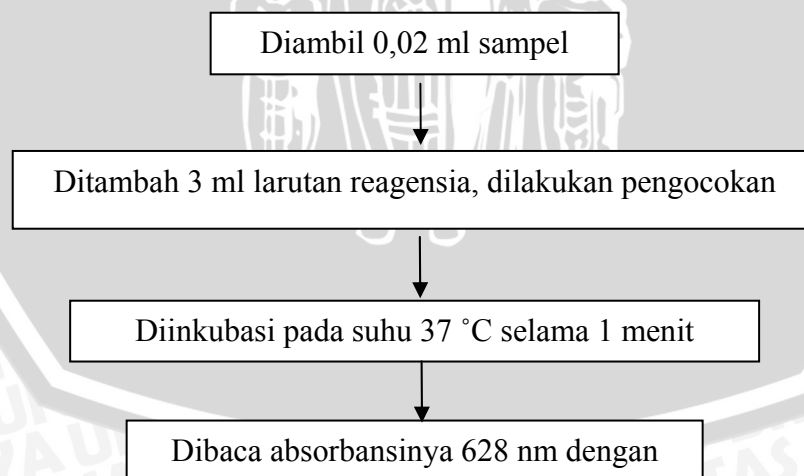 Diambil 0,02 ml sampel
Ditambah 3 ml larutan reagensia, dilakukan pengocokan
Diinkubasi pada suhu 37 ˚C selama 1 menit
Dibaca absorbansinya 628 nm dengan